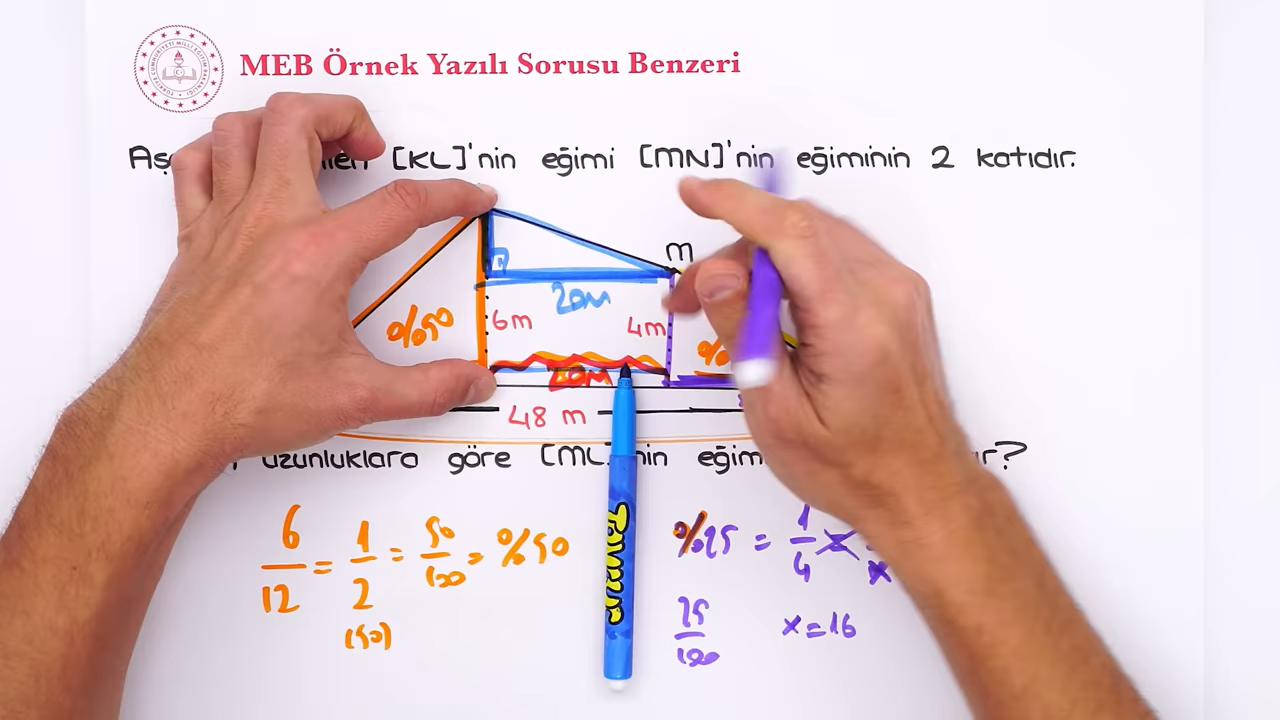 MEB Örnek Yazılı Sorusu Benzeri
[KL]'nin eğimi [MN]'nin eğiminin 2 katıdır.
M
20m
%50
6m
4m
20m
48 m
uzunluklara göre [ML] nin eğim
6/12 = 1/2 = 50/100 = %50
(50)
%25 = 1/4
25/100
x=16